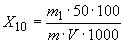 X₁₀ = m₁·50·100 / m·V·1000